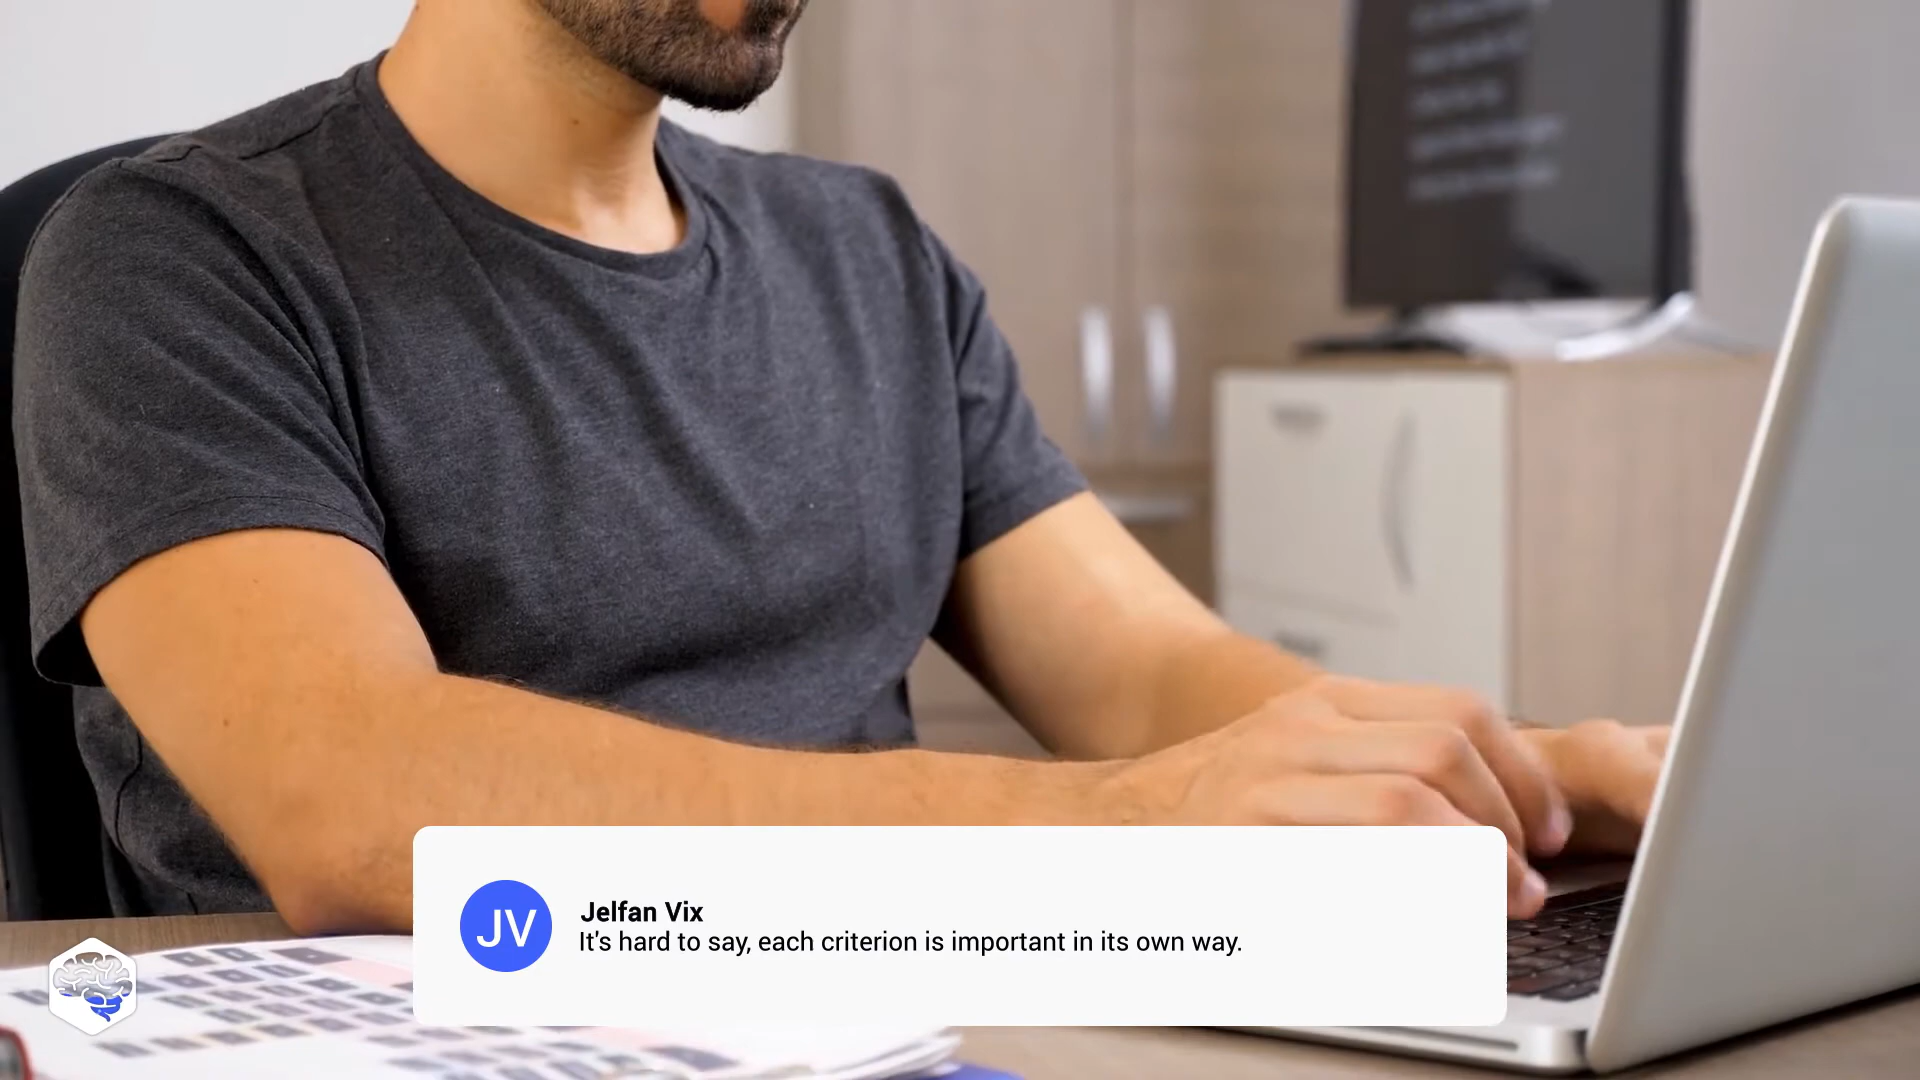 JV
Jelfan Vix
It's hard to say, each criterion is important in its own way.